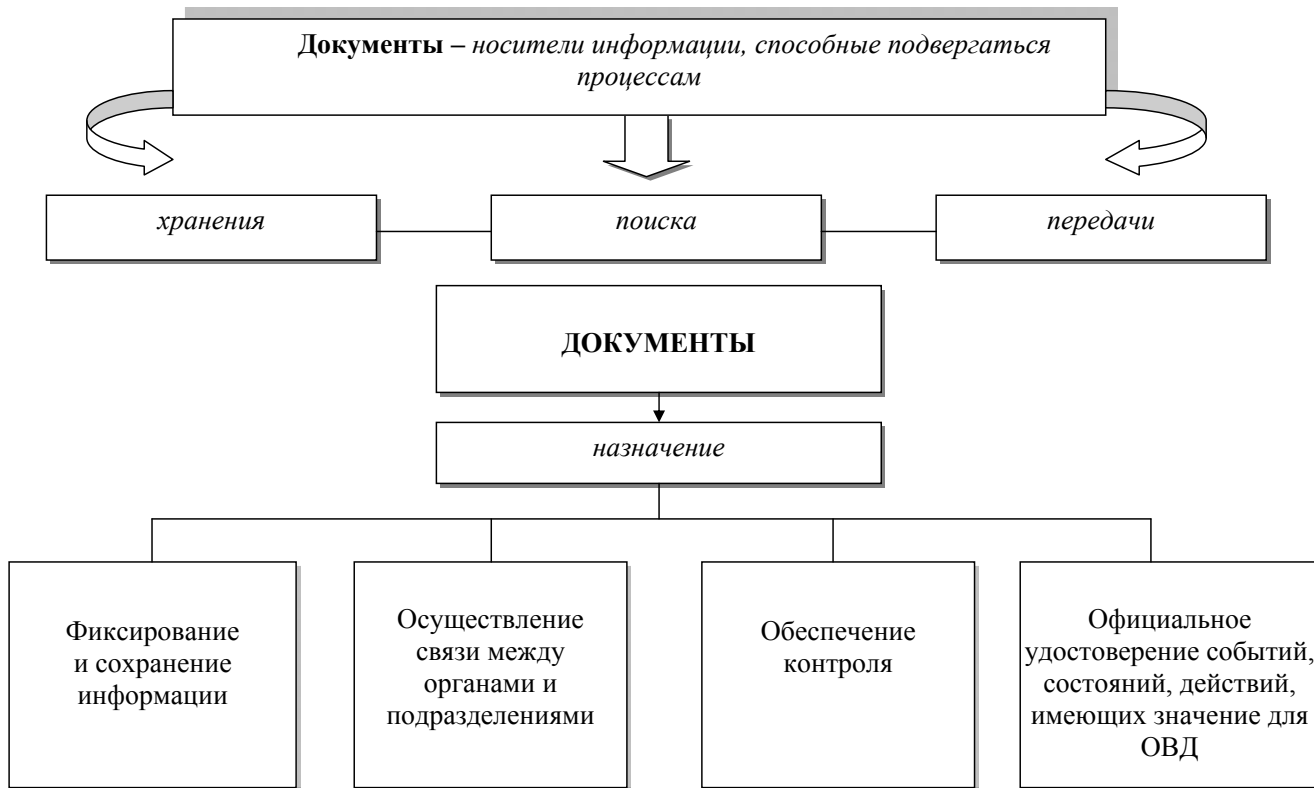 Документы – носители информации, способные подвергаться
процессам
хранения
поиска
передачи
ДОКУМЕНТЫ
назначение
Фиксирование
и сохранение
информации
Осуществление
связи между
органами и
подразделениями
Обеспечение
контроля
Официальное
удостоверение событий,
состояний, действий,
имеющих значение для
ОВД